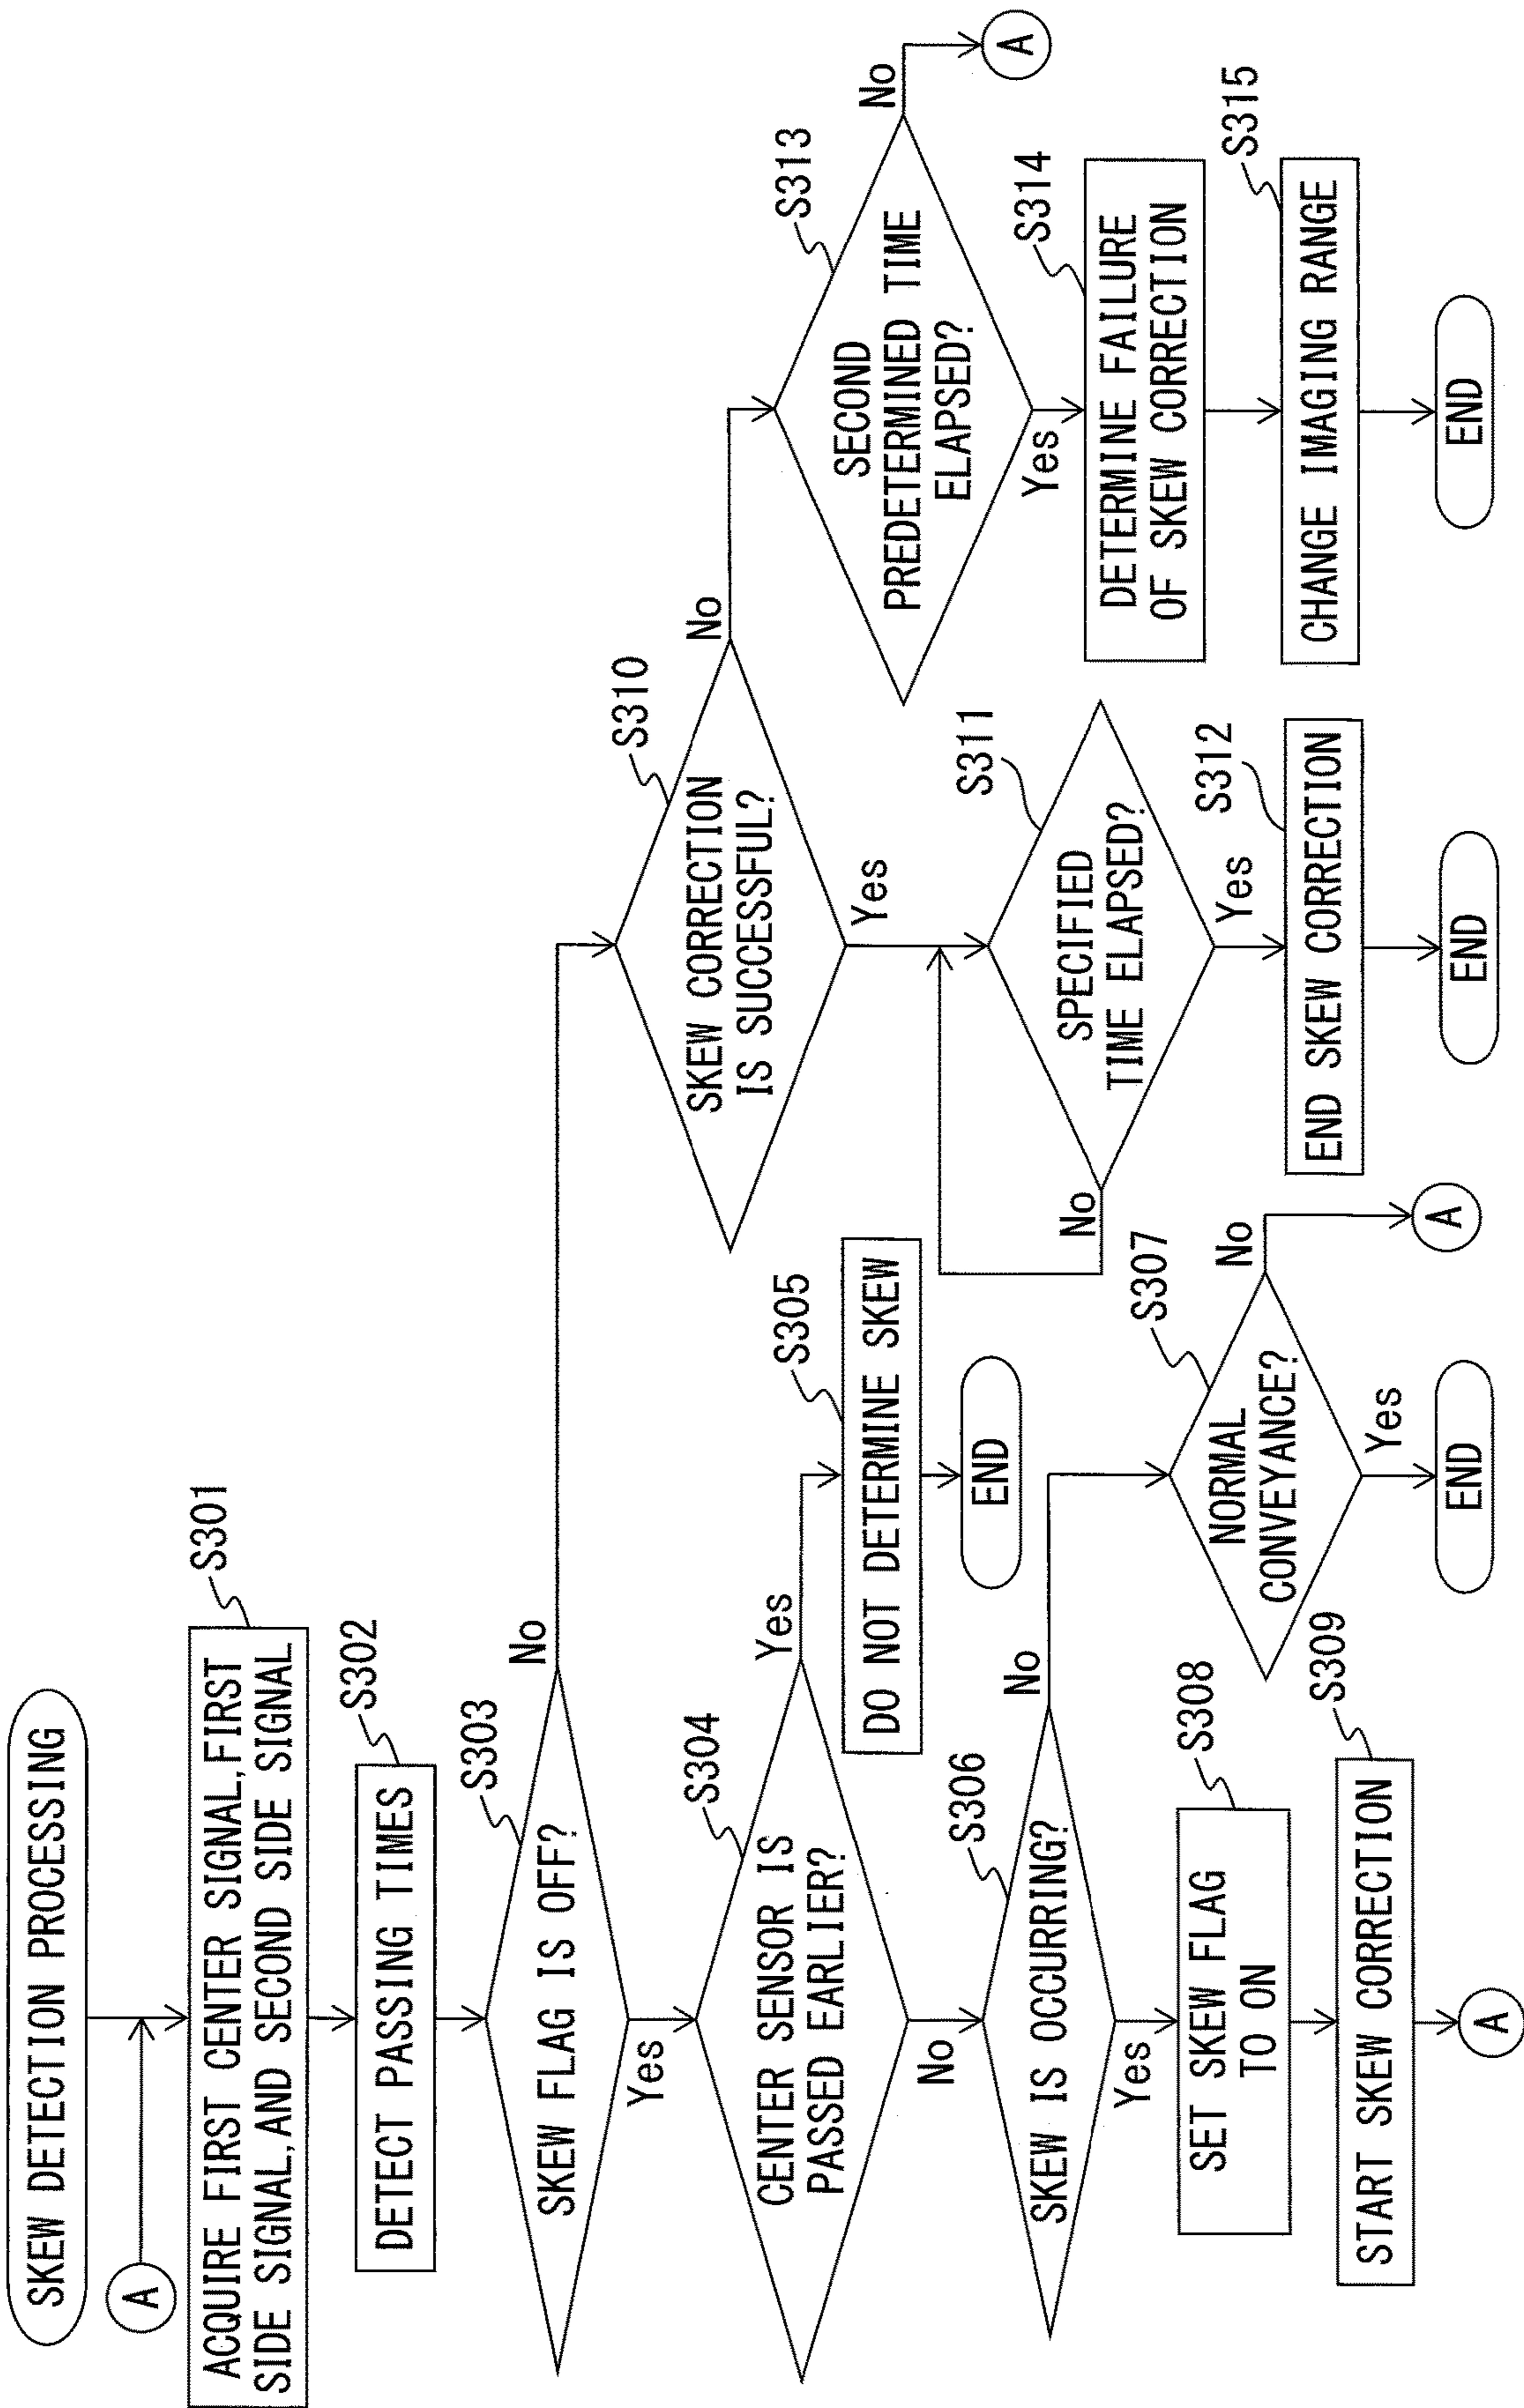 SKEW DETECTION PROCESSING
A
ACQUIRE FIRST CENTER SIGNAL,FIRST
SIDE SIGNAL,AND SECOND SIDE SIGNAL
S301
DETECT PASSING TIMES
S302
SKEW FLAG IS OFF?
S303
No
Yes
CENTER SENSOR IS
PASSED EARLIER?
S304
Yes
No
DO NOT DETERMINE SKEW
S305
END
SKEW IS OCCURRING?
S306
No
Yes
NORMAL
CONVEYANCE?
S307
No
A
Yes
END
SET SKEW FLAG
TO ON
S308
START SKEW CORRECTION
S309
A
SKEW CORRECTION
IS SUCCESSFUL?
S310
No
Yes
SPECIFIED
TIME ELAPSED?
S311
No
Yes
END SKEW CORRECTION
S312
END
SECOND
PREDETERMINED TIME
ELAPSED?
S313
No
A
Yes
DETERMINE FAILURE
OF SKEW CORRECTION
S314
CHANGE IMAGING RANGE
S315
END